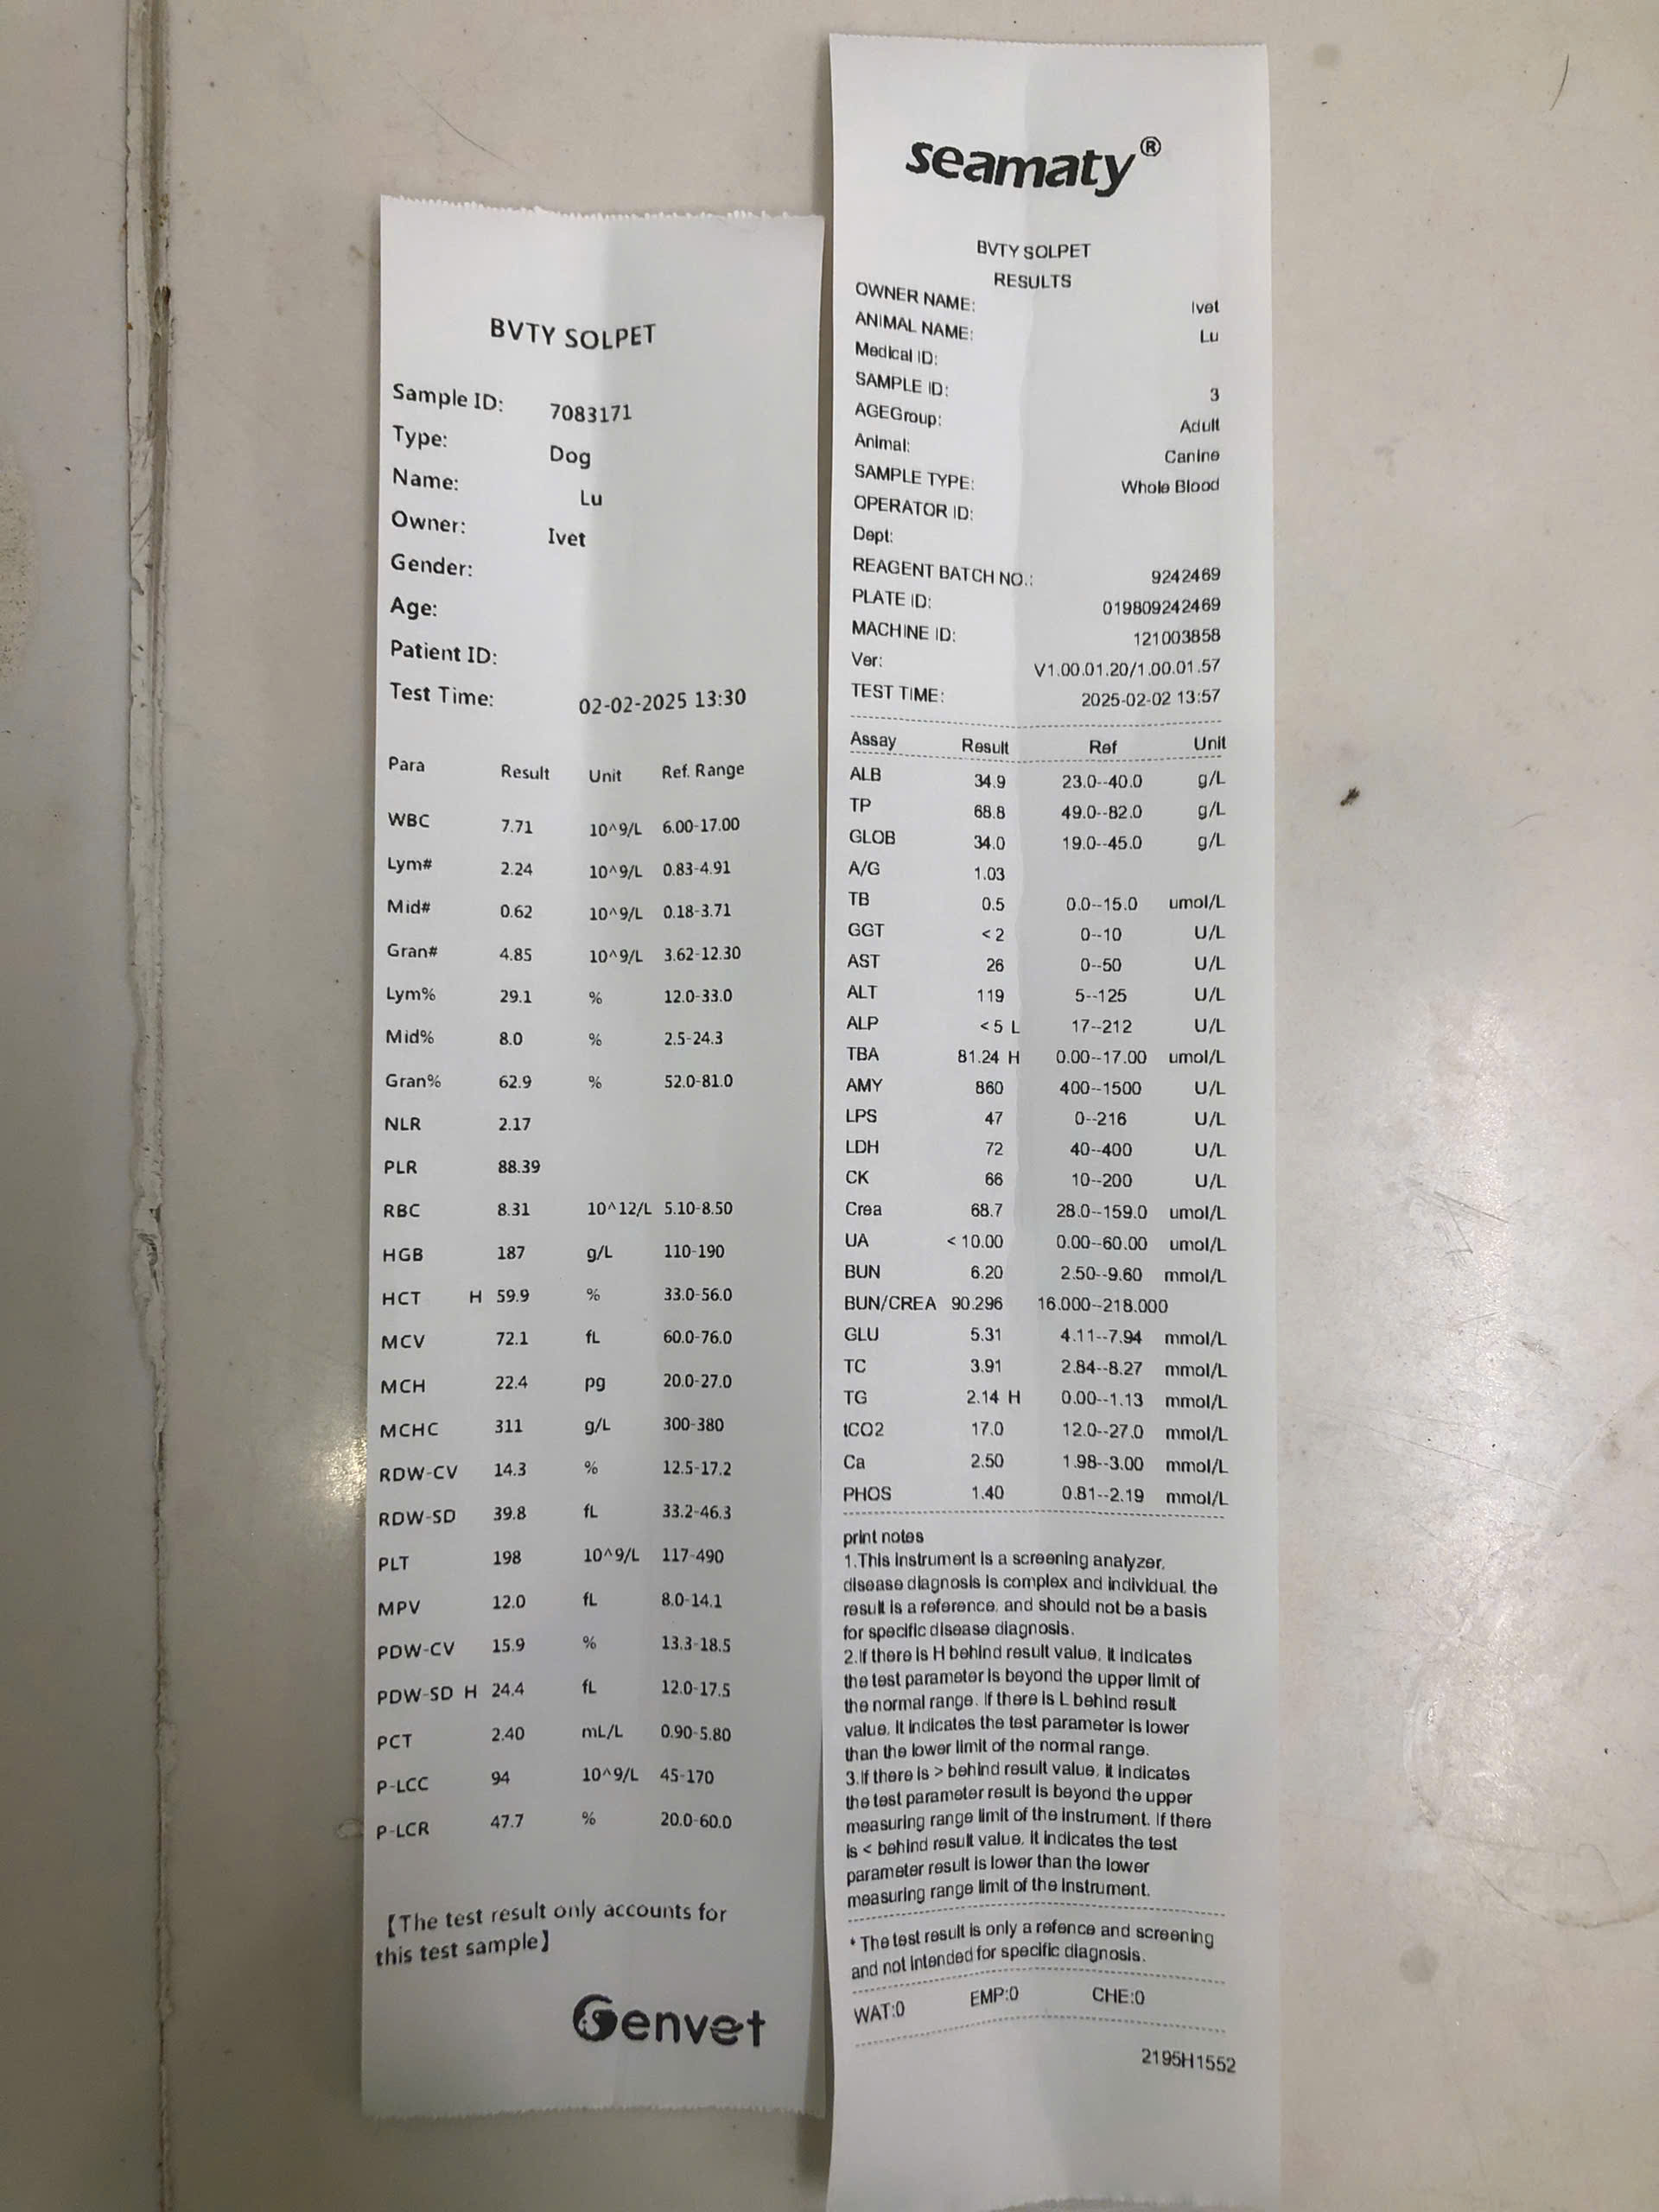 BVTY SOLPET
Sample ID: 7083171
Type: Dog
Name: Lu
Owner: Ivet
Gender:
Age:
Patient ID:
Test Time: 02-02-2025 13:30
Para Result Unit Ref. Range
WBC 7.71 10^9/L 6.00-17.00
Lym# 2.24 10^9/L 0.83-4.91
Mid# 0.62 10^9/L 0.18-3.71
Gran# 4.85 10^9/L 3.62-12.30
Lym% 29.1 % 12.0-33.0
Mid% 8.0 % 2.5-24.3
Gran% 62.9 % 52.0-81.0
NLR 2.17
PLR 88.39
RBC 8.31 10^12/L 5.10-8.50
HGB 187 g/L 110-190
HCT H 59.9 % 33.0-56.0
MCV 72.1 fL 60.0-76.0
MCH 22.4 pg 20.0-27.0
MCHC 311 g/L 300-380
RDW-CV 14.3 % 12.5-17.2
RDW-SD 39.8 fL 33.2-46.3
PLT 198 10^9/L 117-490
MPV 12.0 fL 8.0-14.1
PDW-CV 15.9 % 13.3-18.5
PDW-SD H 24.4 fL 12.0-17.5
PCT 2.40 mL/L 0.90-5.80
P-LCC 94 10^9/L 45-170
P-LCR 47.7 % 20.0-60.0
【The test result only accounts for
this test sample】
Genvet
seamaty®
BVTY SOLPET
RESULTS
OWNER NAME: Ivet
ANIMAL NAME: Lu
Medical ID:
SAMPLE ID: 3
AGEGroup: Adult
Animal: Canine
SAMPLE TYPE: Whole Blood
OPERATOR ID:
Dept:
REAGENT BATCH NO.: 9242469
PLATE ID: 019809242469
MACHINE ID: 121003858
Ver: V1.00.01.20/1.00.01.57
TEST TIME: 2025-02-02 13:57
Assay Result Ref Unit
ALB 34.9 23.0--40.0 g/L
TP 68.8 49.0--82.0 g/L
GLOB 34.0 19.0--45.0 g/L
A/G 1.03
TB 0.5 0.0--15.0 umol/L
GGT <2 0--10 U/L
AST 26 0--50 U/L
ALT 119 5--125 U/L
ALP <5 L 17--212 U/L
TBA 81.24 H 0.00--17.00 umol/L
AMY 860 400--1500 U/L
LPS 47 0--216 U/L
LDH 72 40--400 U/L
CK 66 10--200 U/L
Crea 68.7 28.0--159.0 umol/L
UA <10.00 0.00--60.00 umol/L
BUN 6.20 2.50--9.60 mmol/L
BUN/CREA 90.296 16.000--218.000
GLU 5.31 4.11--7.94 mmol/L
TC 3.91 2.84--8.27 mmol/L
TG 2.14 H 0.00--1.13 mmol/L
tCO2 17.0 12.0--27.0 mmol/L
Ca 2.50 1.98--3.00 mmol/L
PHOS 1.40 0.81--2.19 mmol/L
print notes
1.This instrument is a screening analyzer,
disease diagnosis is complex and individual, the
result is a reference, and should not be a basis
for specific disease diagnosis.
2.If there is H behind result value, it indicates
the test parameter is beyond the upper limit of
the normal range. If there is L behind result
value, it indicates the test parameter is lower
than the lower limit of the normal range.
3.If there is > behind result value, it indicates
the test parameter result is beyond the upper
measuring range limit of the instrument. If there
is < behind result value, it indicates the test
parameter result is lower than the lower
measuring range limit of the instrument.
* The test result is only a refence and screening
and not intended for specific diagnosis.
WAT:0 EMP:0 CHE:0
2195H1552